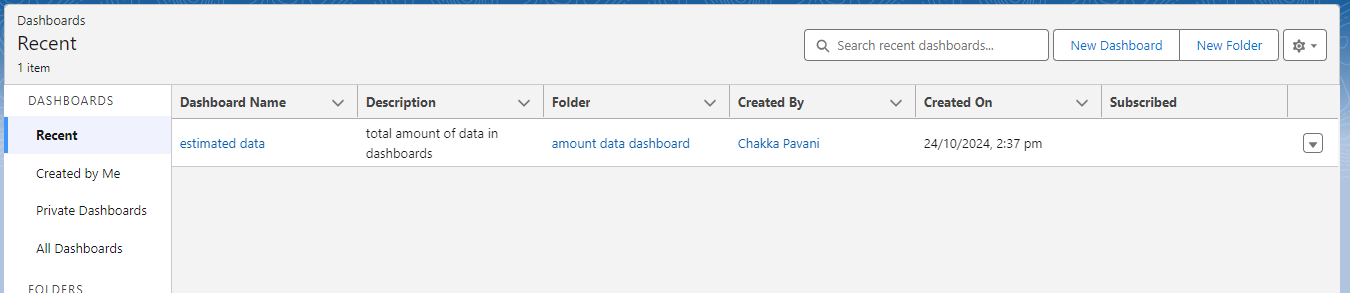 Dashboards
Recent
1 item
Search recent dashboards...
New Dashboard
New Folder
DASHBOARDS
Recent
Created by Me
Private Dashboards
All Dashboards
FOLDERS
Dashboard Name
Description
Folder
Created By
Created On
Subscribed
estimated data
total amount of data in
dashboards
amount data dashboard
Chakka Pavani
24/10/2024, 2:37 pm